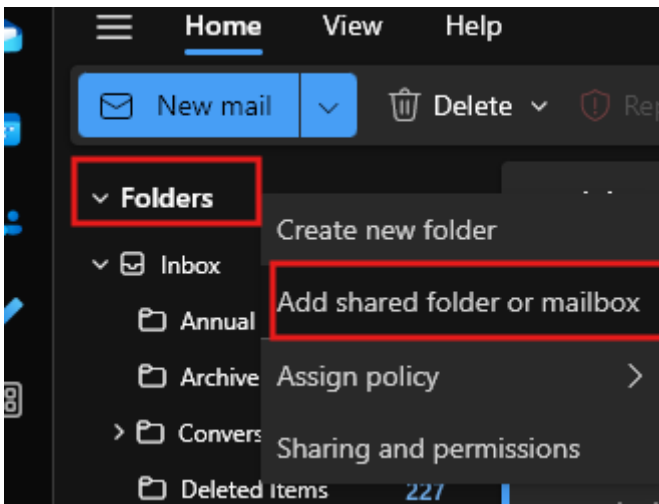 Home View Help
New mail Delete
Folders
Create new folder
Inbox
Add shared folder or mailbox
Annual
Archive
Assign policy
Sharing and permissions
Deleted Items 227